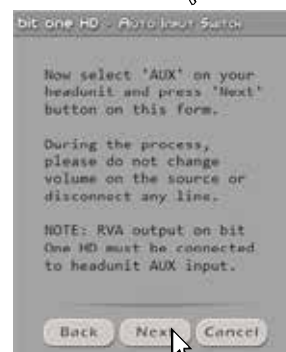 bit one HD - Auto Input Switch
Now select 'AUX' on your
headunit and press 'Next'
button on this form.
During the process,
please do not change
volume on the source or
disconnect any line.
NOTE: RVA output on bit
One HD must be connected
to headunit AUX input.
Back Next Cancel